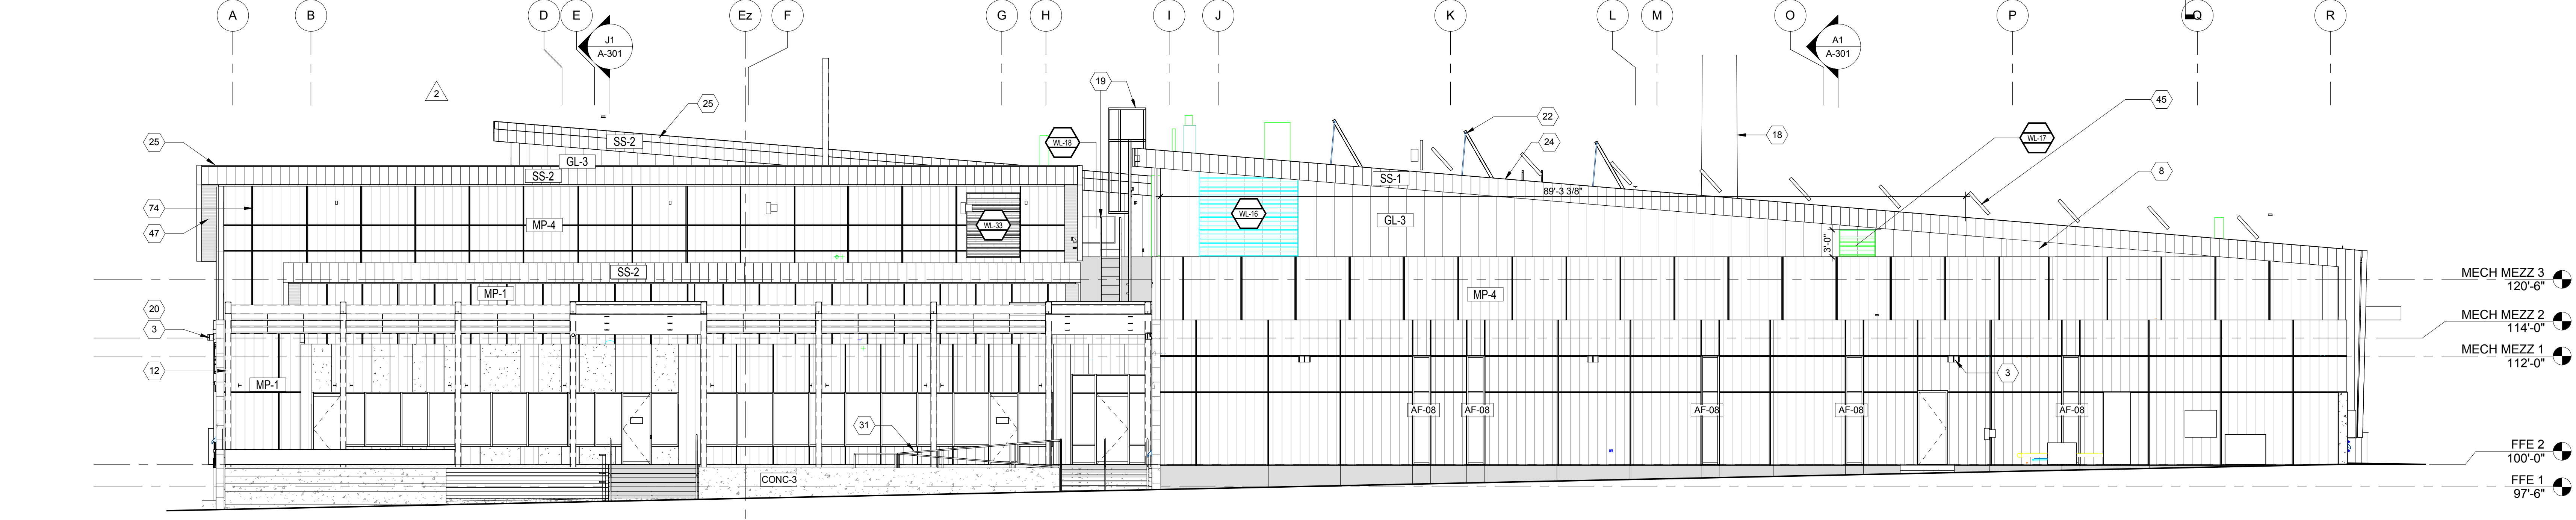 A
B
D
E
Ez
F
G
H
I
J
K
L
M
O
P
Q
R
J1
A-301
A1
A-301
2
19
25
22
45
18
WL-17
25
SS-2
WL-18
24
GL-3
SS-2
SS-1
8
89'-3 3/8"
74
MP-4
WL-33
WL-16
GL-3
47
3'-0"
SS-2
MECH MEZZ 3
120'-6"
MP-1
MP-4
20
3
MECH MEZZ 2
114'-0"
MECH MEZZ 1
112'-0"
12
3
MP-1
AF-08
AF-08
AF-08
AF-08
AF-08
31
FFE 2
100'-0"
CONC-3
FFE 1
97'-6"